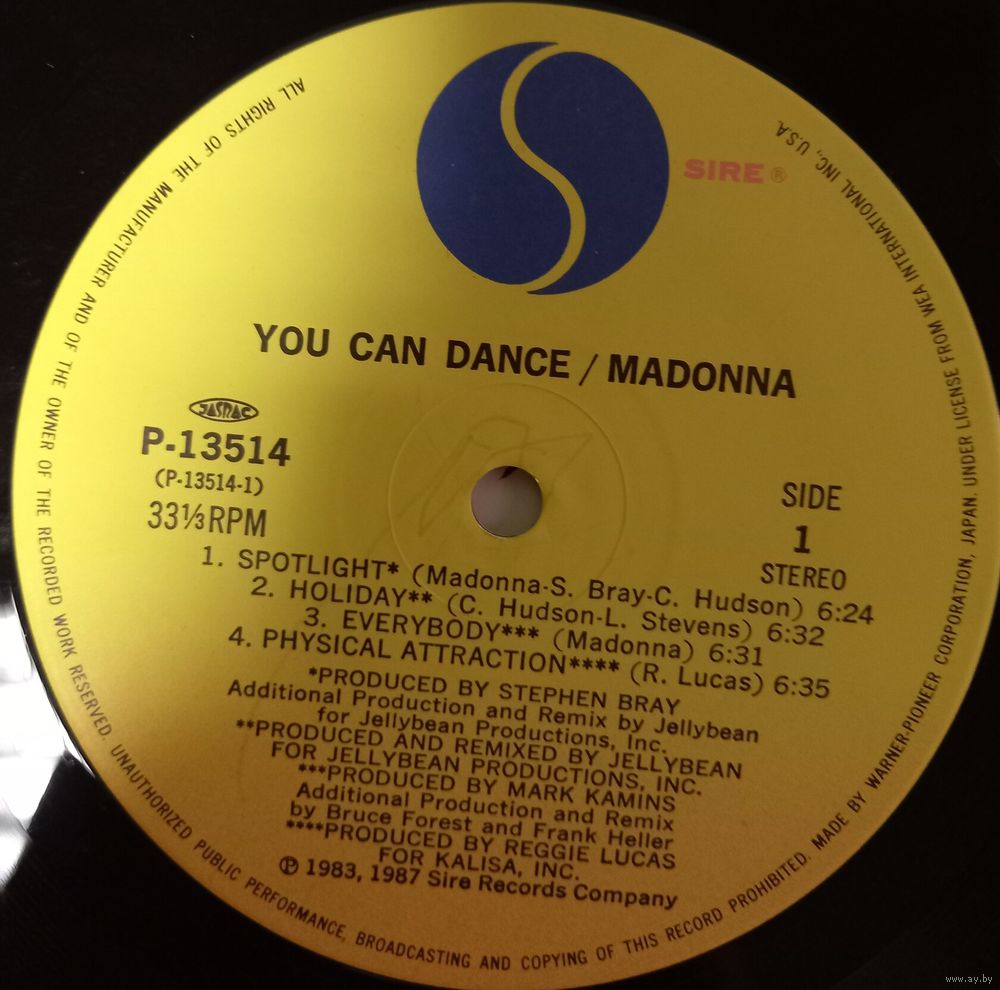 SIRE®
YOU CAN DANCE / MADONNA
JASRAC
P-13514
(P-13514-1)
33⅓RPM
SIDE
1
STEREO
1. SPOTLIGHT* (Madonna-S. Bray-C. Hudson) 6:24
2. HOLIDAY** (C. Hudson-L. Stevens) 6:32
3. EVERYBODY*** (Madonna) 6:31
4. PHYSICAL ATTRACTION**** (R. Lucas) 6:35
*PRODUCED BY STEPHEN BRAY
Additional Production and Remix by Jellybean
for Jellybean Productions, Inc.
**PRODUCED AND REMIXED BY JELLYBEAN
FOR JELLYBEAN PRODUCTIONS, INC.
***PRODUCED BY MARK KAMINS
Additional Production and Remix
by Bruce Forest and Frank Heller
****PRODUCED BY REGGIE LUCAS
FOR KALISA, INC.
℗ 1983, 1987 Sire Records Company
ALL RIGHTS OF THE MANUFACTURER AND OF THE OWNER OF THE RECORDED WORK RESERVED. UNAUTHORIZED PUBLIC PERFORMANCE, BROADCASTING AND COPYING OF THIS RECORD PROHIBITED. MADE BY WARNER-PIONEER CORPORATION, JAPAN. UNDER LICENSE FROM WEA INTERNATIONAL INC., U.S.A.
www.ay.by